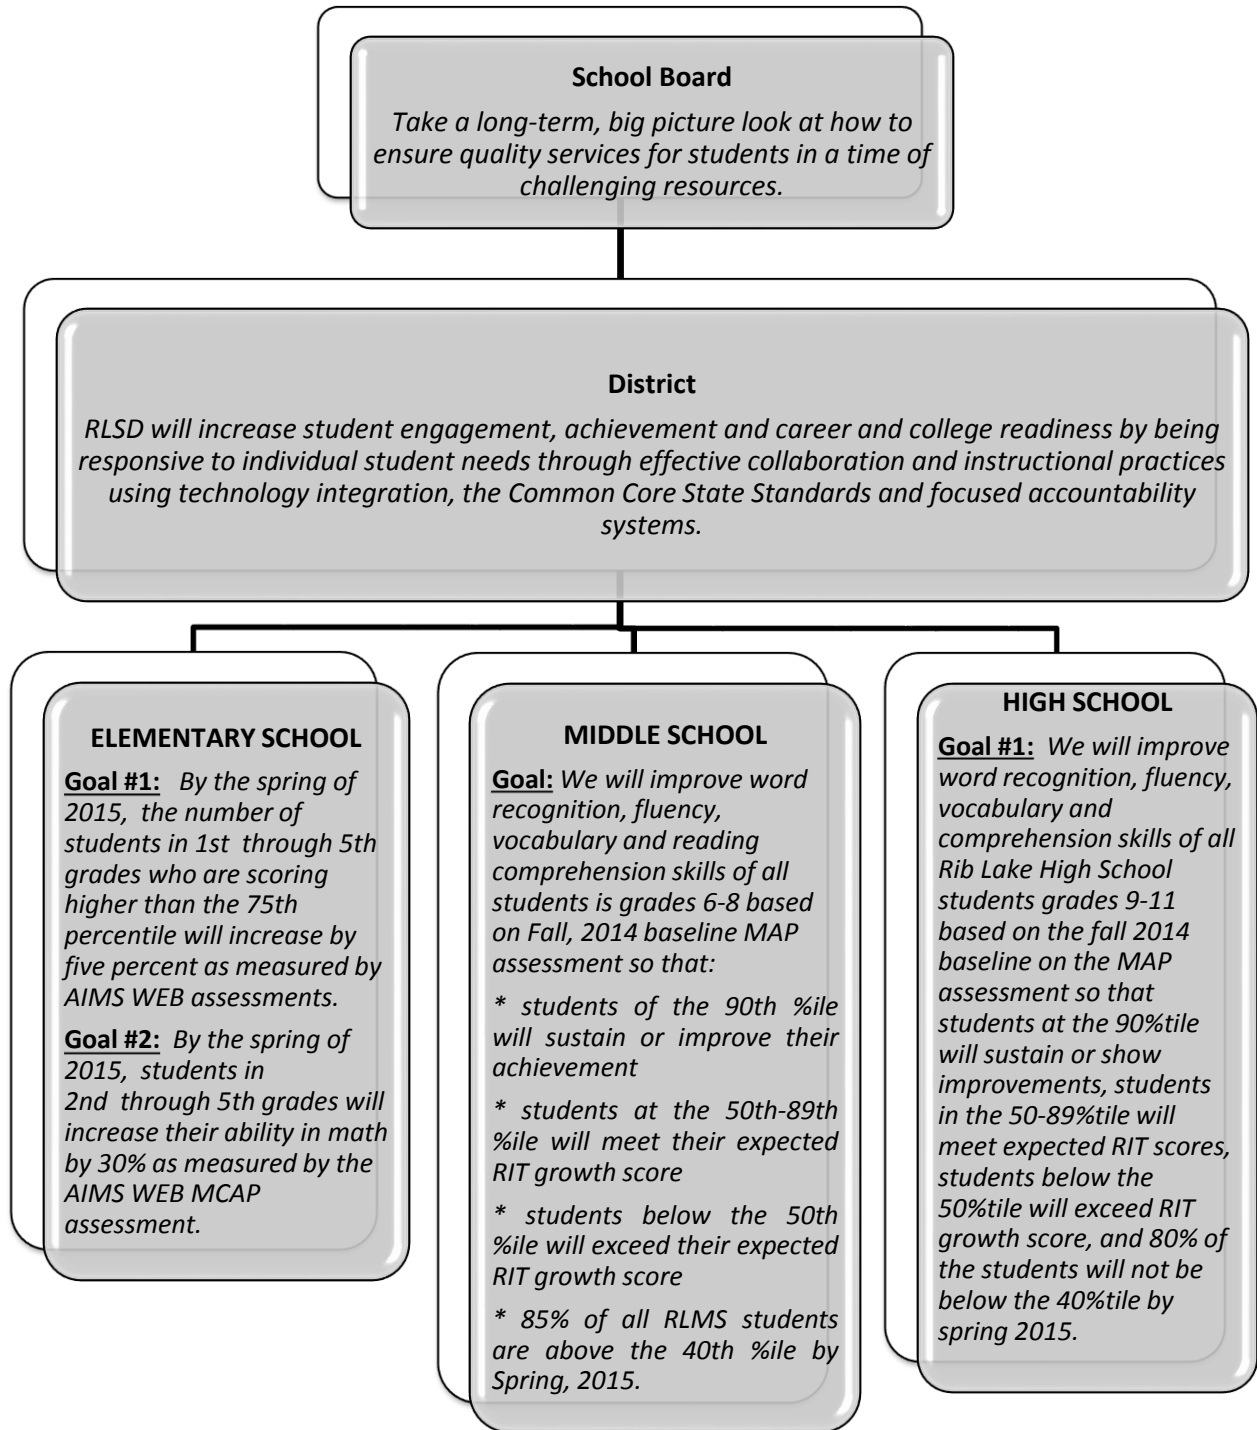 School Board
Take a long-term, big picture look at how to
ensure quality services for students in a time of
challenging resources.
District
RLSD will increase student engagement, achievement and career and college readiness by being
responsive to individual student needs through effective collaboration and instructional practices
using technology integration, the Common Core State Standards and focused accountability
systems.
ELEMENTARY SCHOOL
Goal #1: By the spring of
2015, the number of
students in 1st through 5th
grades who are scoring
higher than the 75th
percentile will increase by
five percent as measured by
AIMS WEB assessments.
Goal #2: By the spring of
2015, students in
2nd through 5th grades will
increase their ability in math
by 30% as measured by the
AIMS WEB MCAP
assessment.
MIDDLE SCHOOL
Goal: We will improve word
recognition, fluency,
vocabulary and reading
comprehension skills of all
students is grades 6-8 based
on Fall, 2014 baseline MAP
assessment so that:
* students of the 90th %ile
will sustain or improve their
achievement
* students at the 50th-89th
%ile will meet their expected
RIT growth score
* students below the 50th
%ile will exceed their expected
RIT growth score
* 85% of all RLMS students
are above the 40th %ile by
Spring, 2015.
HIGH SCHOOL
Goal #1: We will improve
word recognition, fluency,
vocabulary and
comprehension skills of all
Rib Lake High School
students grades 9-11
based on the fall 2014
baseline on the MAP
assessment so that
students at the 90%tile
will sustain or show
improvements, students
in the 50-89%tile will
meet expected RIT scores,
students below the
50%tile will exceed RIT
growth score, and 80% of
the students will not be
below the 40%tile by
spring 2015.